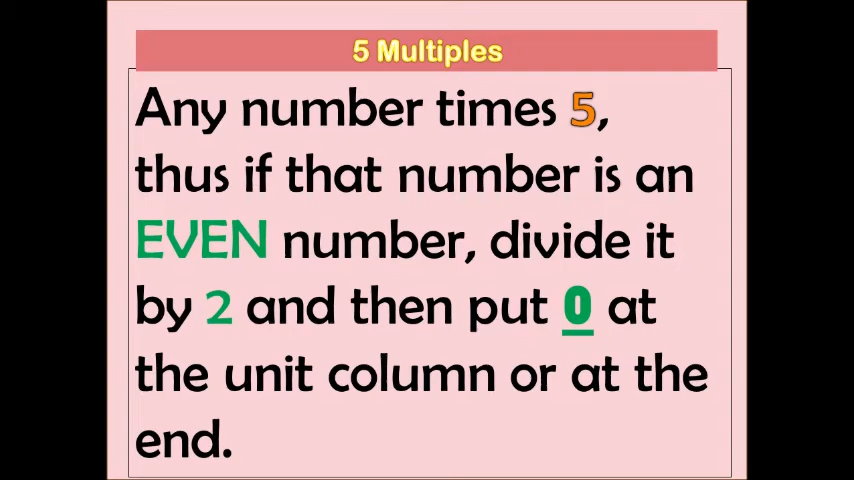 5 Multiples
Any number times 5,
thus if that number is an
EVEN number, divide it
by 2 and then put 0 at
the unit column or at the
end.